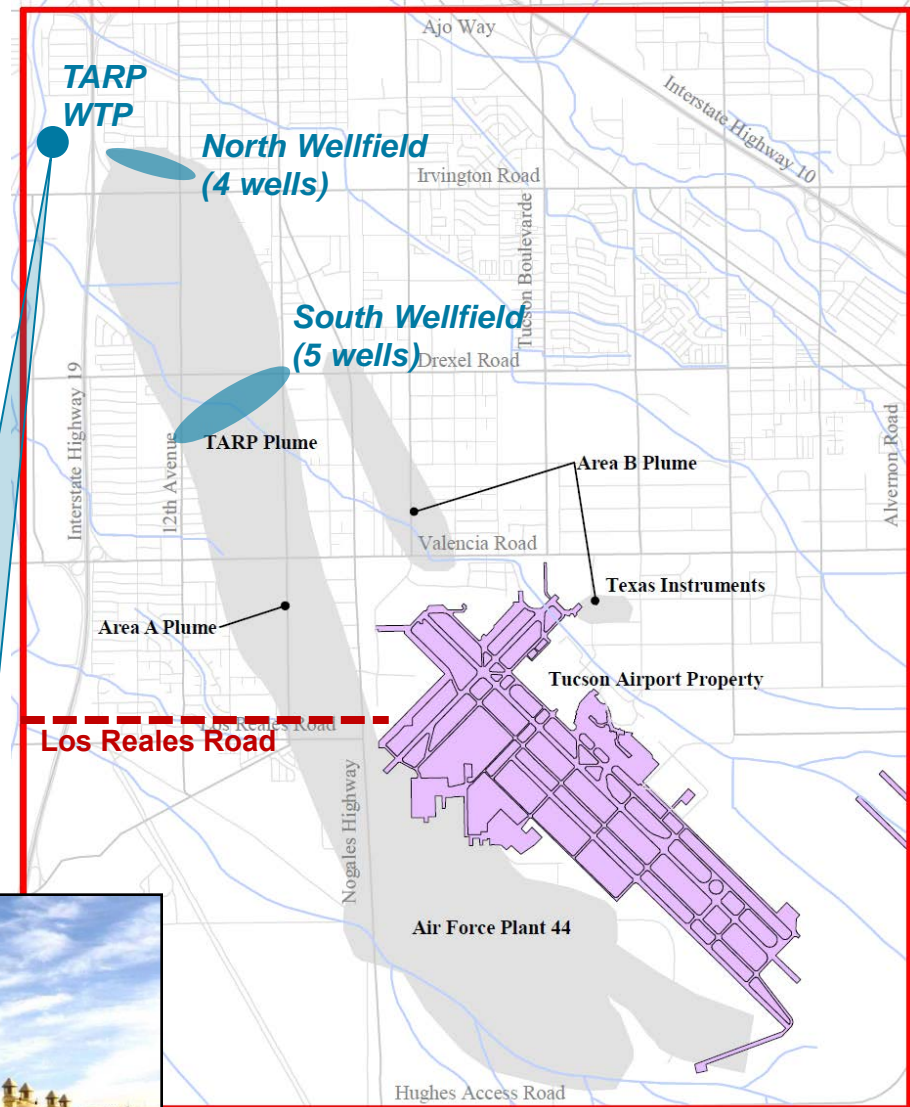 Ajo Way
TARP
WTP
Interstate Highway 10
North Wellfield
(4 wells)
Irvington Road
Tucson Boulevarde
South Wellfield
(5 wells)
Drexel Road
Interstate Highway 19
12th Avenue
TARP Plume
Area B Plume
Alvernon Road
Valencia Road
Texas Instruments
Area A Plume
Tucson Airport Property
Los Reales Road
Los Reales Road
Nogales Highway
Air Force Plant 44
Hughes Access Road